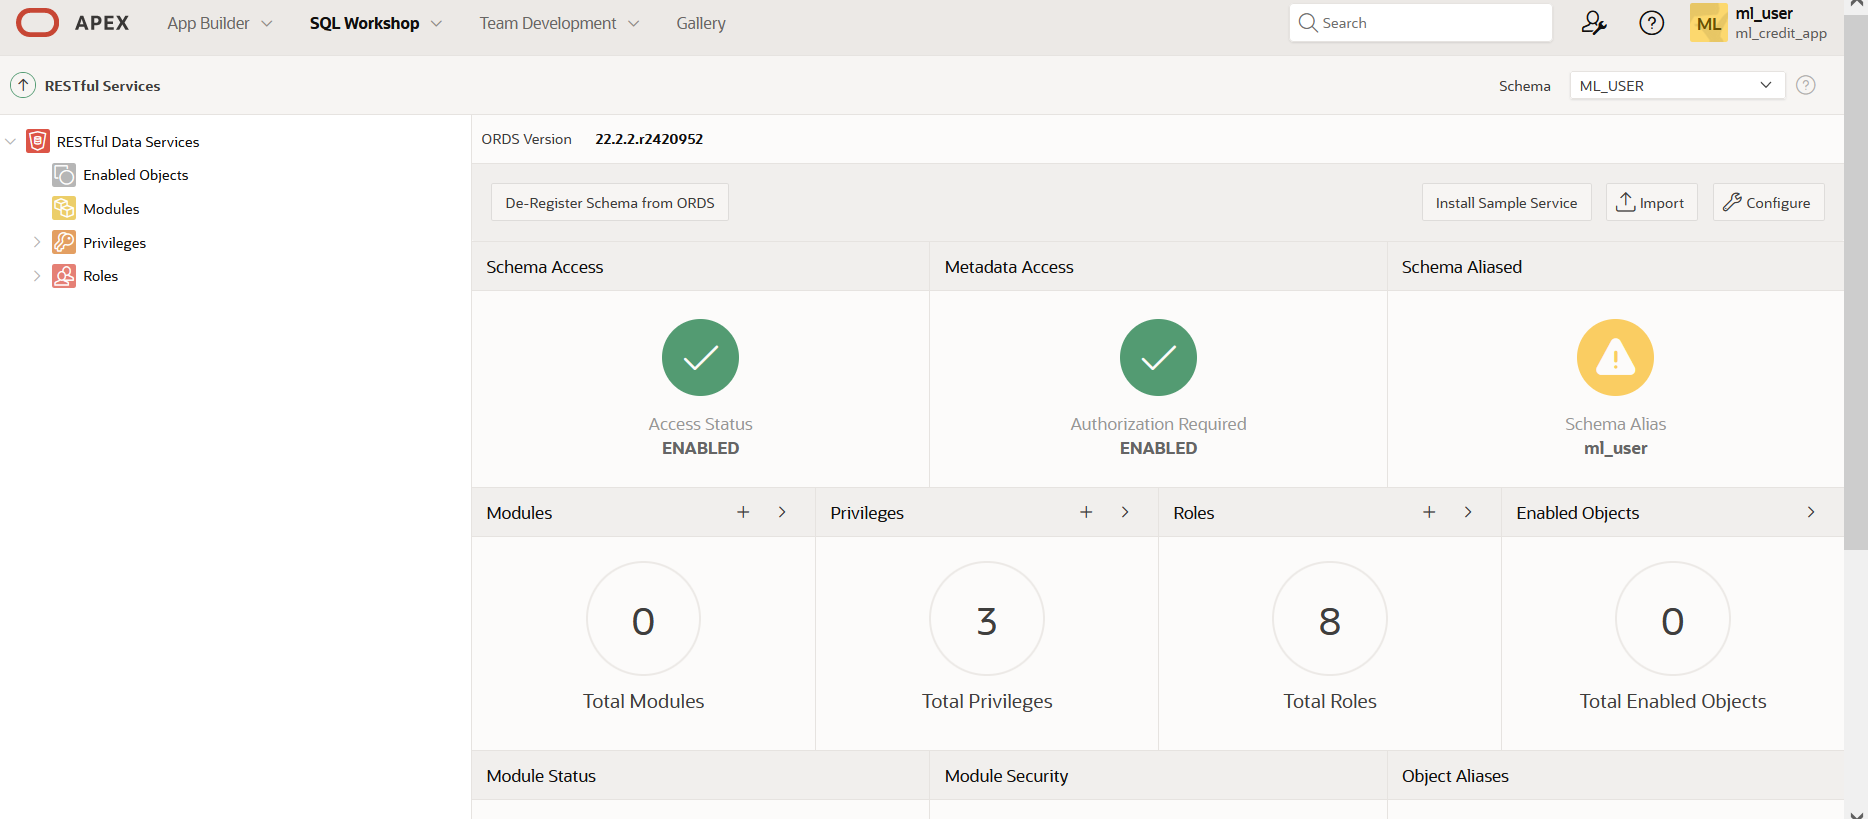 APEX App Builder SQL Workshop Team Development Gallery Search ML ml_user
ml_credit_app
RESTful Services Schema ML_USER
RESTful Data Services
Enabled Objects
Modules
Privileges
Roles
ORDS Version 22.2.2.r2420952
De-Register Schema from ORDS Install Sample Service Import Configure
Schema Access Metadata Access Schema Aliased
Access Status Authorization Required Schema Alias
ENABLED ENABLED ml_user
Modules Privileges Roles Enabled Objects
0 3 8 0
Total Modules Total Privileges Total Roles Total Enabled Objects
Module Status Module Security Object Aliases